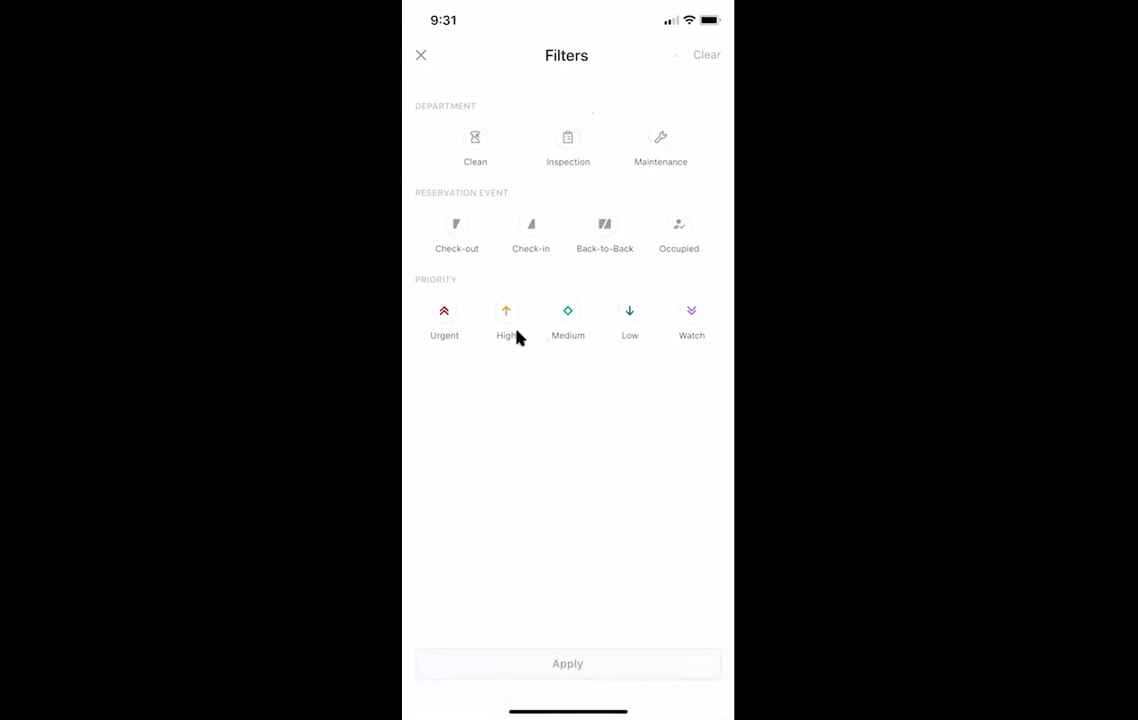 9:31
Filters
Clear
DEPARTMENT
Clean Inspection Maintenance
RESERVATION EVENT
Check-out Check-in Back-to-Back Occupied
PRIORITY
Urgent High Medium Low Watch
Apply